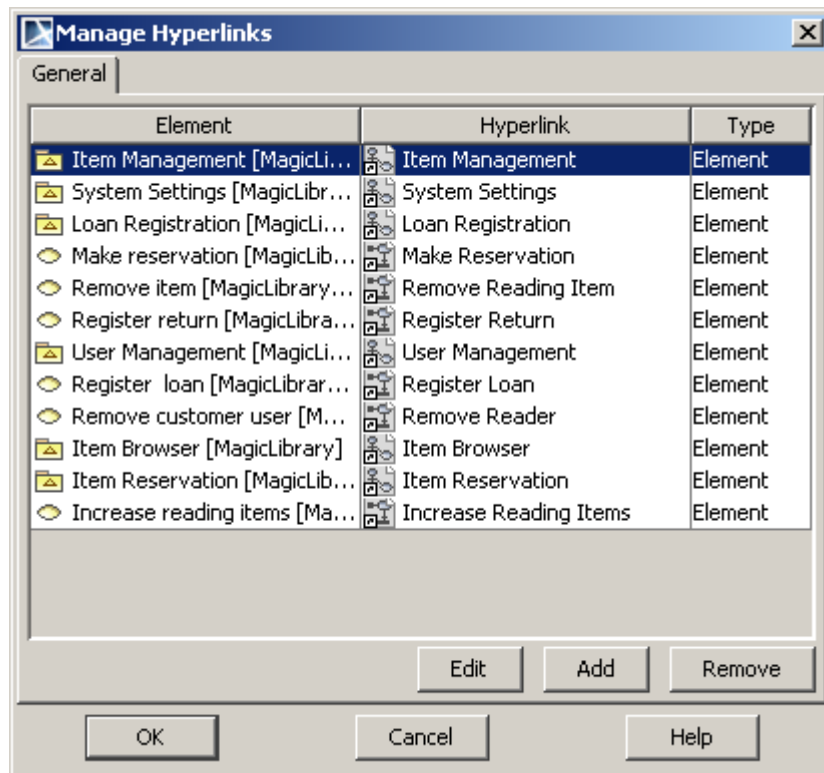 Manage Hyperlinks
General
Element Hyperlink Type
Item Management [MagicLi... Item Management Element
System Settings [MagicLibr... System Settings Element
Loan Registration [MagicLi... Loan Registration Element
Make reservation [MagicLib... Make Reservation Element
Remove item [MagicLibrary... Remove Reading Item Element
Register return [MagicLibra... Register Return Element
User Management [MagicLi... User Management Element
Register  loan [MagicLibrar... Register Loan Element
Remove customer user [M... Remove Reader Element
Item Browser [MagicLibrary] Item Browser Element
Item Reservation [MagicLib... Item Reservation Element
Increase reading items [Ma... Increase Reading Items Element
Edit Add Remove
OK Cancel Help